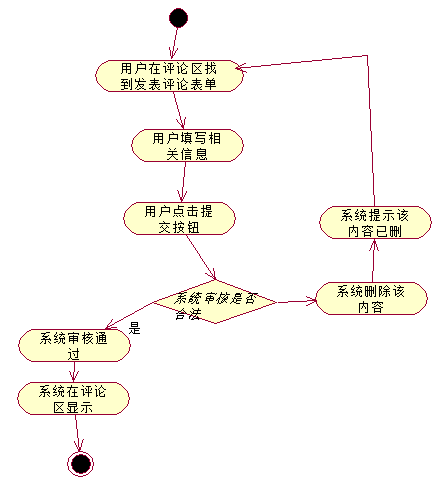 用户在评论区找
到发表评论表单
用户填写相
关信息
用户点击提
交按钮
系统提示该
内容已删
系统审核是否
合法
系统删除该
内容
是
系统审核通
过
系统在评论
区显示